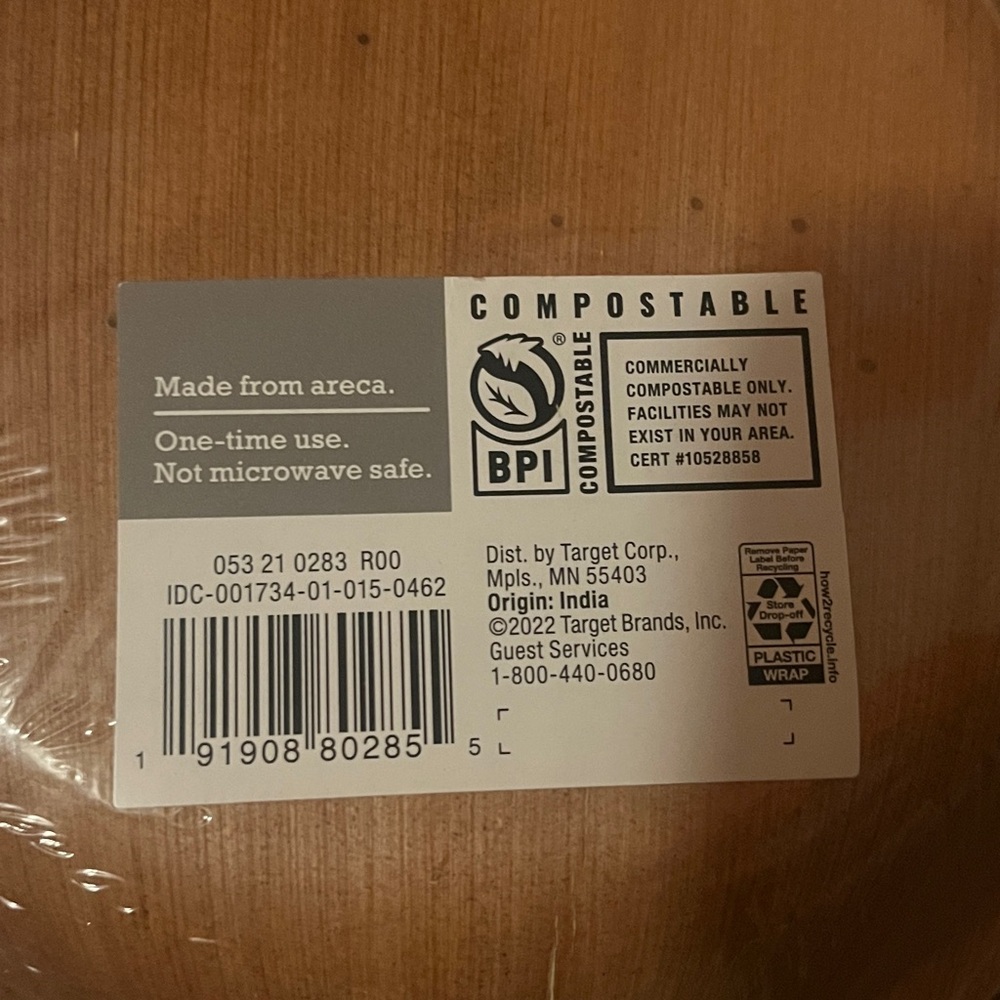 Made from areca.
One-time use.
Not microwave safe.
COMPOSTABLE
®
BPI
COMPOSTABLE
COMMERCIALLY
COMPOSTABLE ONLY.
FACILITIES MAY NOT
EXIST IN YOUR AREA.
CERT #10528858
053 21 0283 R00
IDC-001734-01-015-0462
1 91908 80285 5
Dist. by Target Corp.,
Mpls., MN 55403
Origin: India
©2022 Target Brands, Inc.
Guest Services
1-800-440-0680
Remove Paper
Label Before
Recycling
Store
Drop-off
PLASTIC
WRAP
how2recycle.info